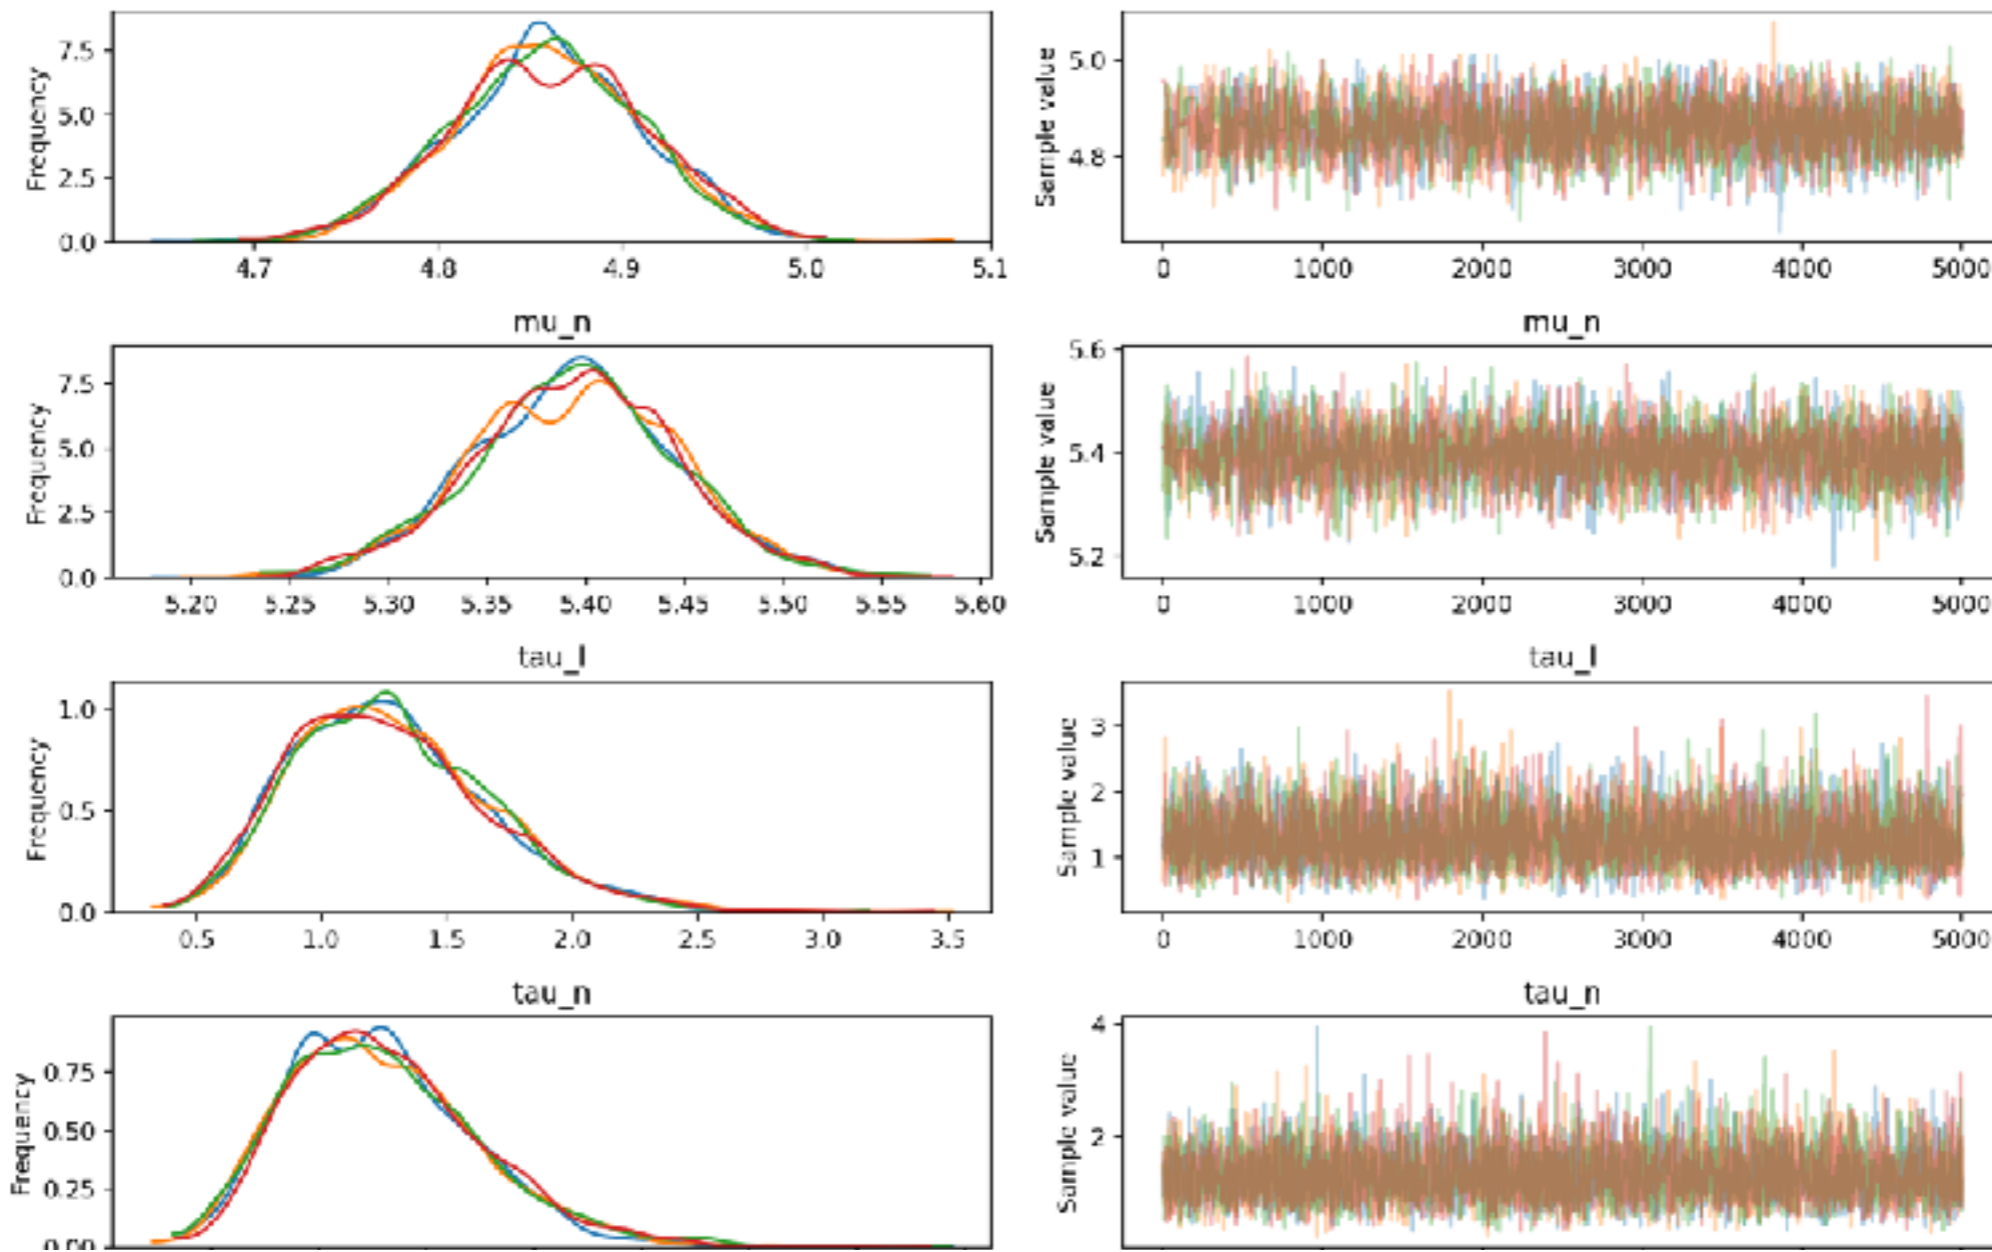 Frequency
7.5
5.0
2.5
0.0
4.7 4.8 4.9 5.0 5.1
Sample value
5.0
4.8
0 1000 2000 3000 4000 5000
mu_n
Frequency
7.5
5.0
2.5
0.0
5.20 5.25 5.30 5.35 5.40 5.45 5.50 5.55 5.60
mu_n
Sample value
5.6
5.4
5.2
0 1000 2000 3000 4000 5000
tau_l
Frequency
1.0
0.5
0.0
0.5 1.0 1.5 2.0 2.5 3.0 3.5
tau_l
Sample value
3
2
1
0 1000 2000 3000 4000 5000
tau_n
Frequency
0.75
0.50
0.25
0.00
tau_n
Sample value
4
2